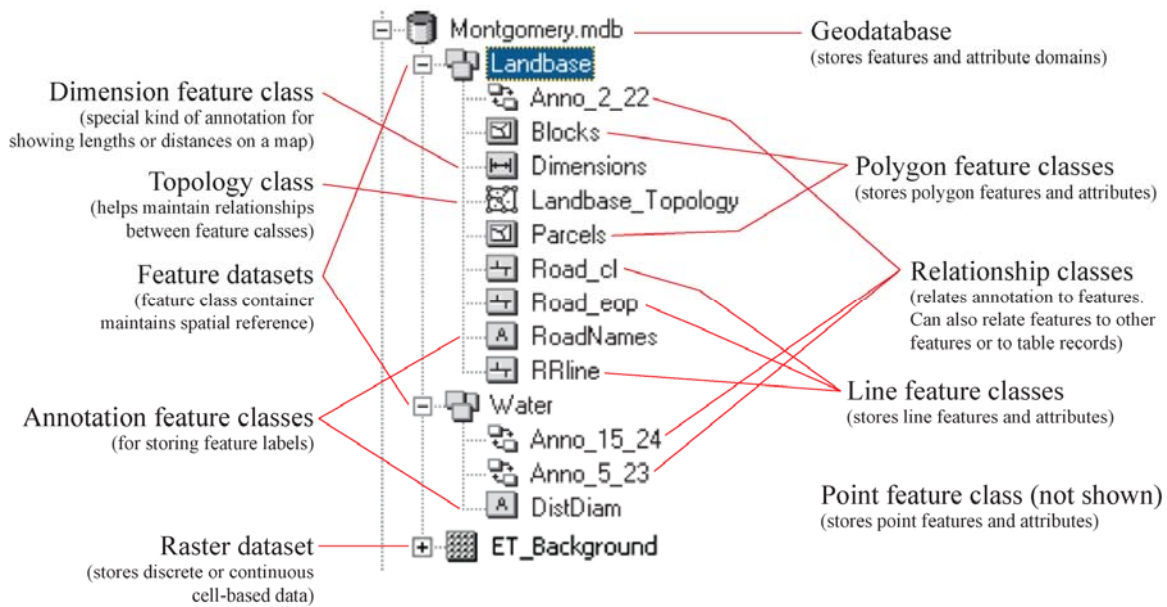 Montgomery.mdb
Landbase
Anno_2_22
Blocks
Dimensions
Landbase_Topology
Parcels
Road_cl
Road_eop
RoadNames
RRline
Water
Anno_15_24
Anno_5_23
DistDiam
ET_Background
Dimension feature class
(special kind of annotation for
showing lengths or distances on a map)
Topology class
(helps maintain relationships
between feature calsses)
Feature datasets
(feature class container
maintains spatial reference)
Annotation feature classes
(for storing feature labels)
Raster dataset
(stores discrete or continuous
cell-based data)
Geodatabase
(stores features and attribute domains)
Polygon feature classes
(stores polygon features and attributes)
Relationship classes
(relates annotation to features.
Can also relate features to other
features or to table records)
Line feature classes
(stores line features and attributes)
Point feature class (not shown)
(stores point features and attributes)